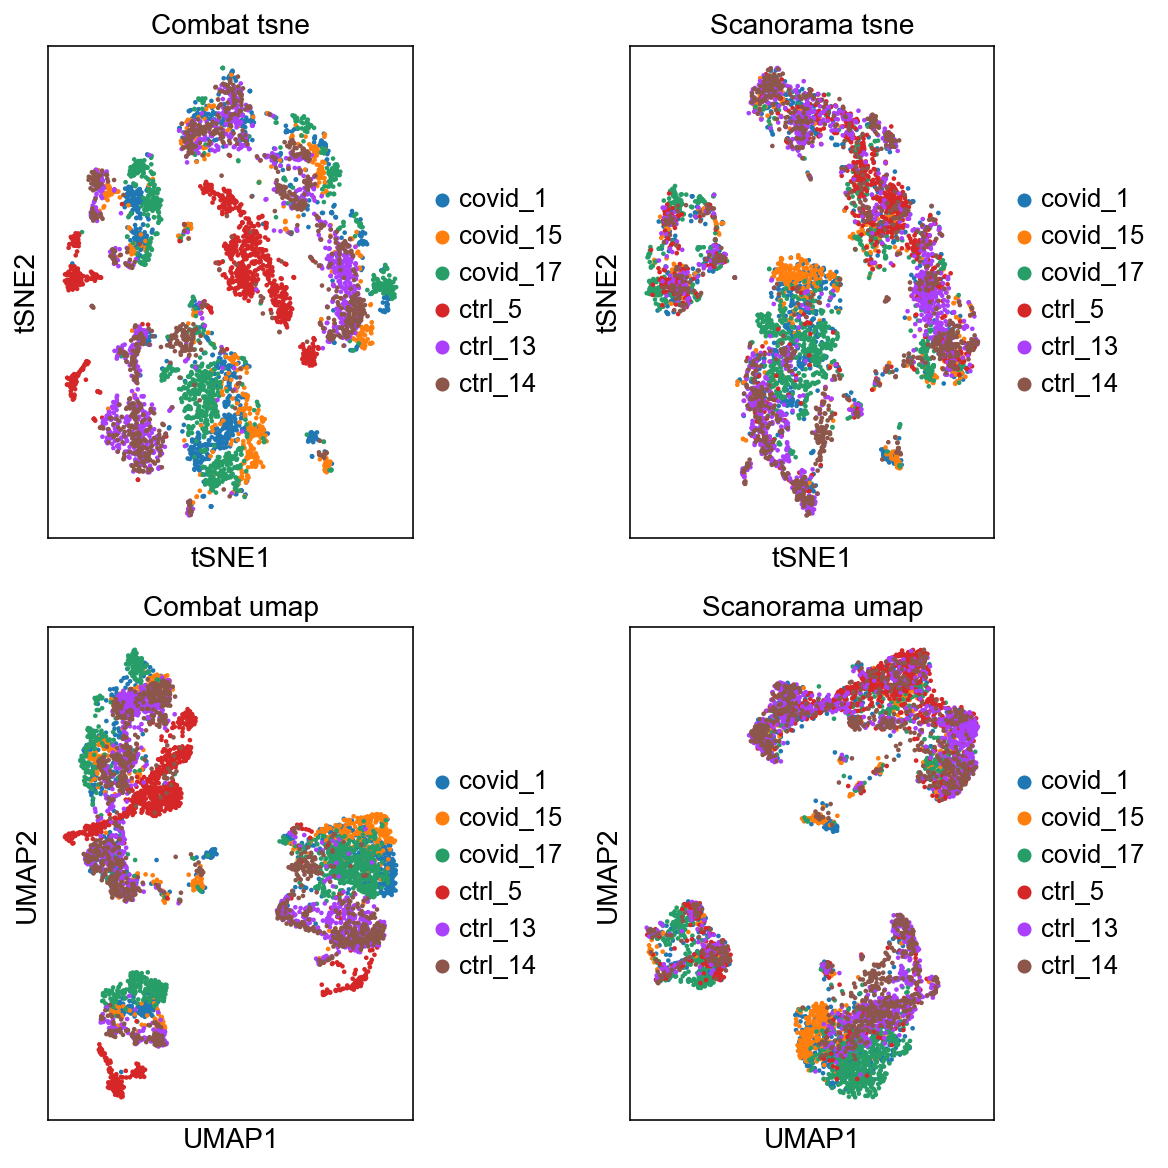 Combat tsne
tSNE2
tSNE1
covid_1
covid_15
covid_17
ctrl_5
ctrl_13
ctrl_14
Scanorama tsne
tSNE2
tSNE1
covid_1
covid_15
covid_17
ctrl_5
ctrl_13
ctrl_14
Combat umap
UMAP2
UMAP1
covid_1
covid_15
covid_17
ctrl_5
ctrl_13
ctrl_14
Scanorama umap
UMAP2
UMAP1
covid_1
covid_15
covid_17
ctrl_5
ctrl_13
ctrl_14